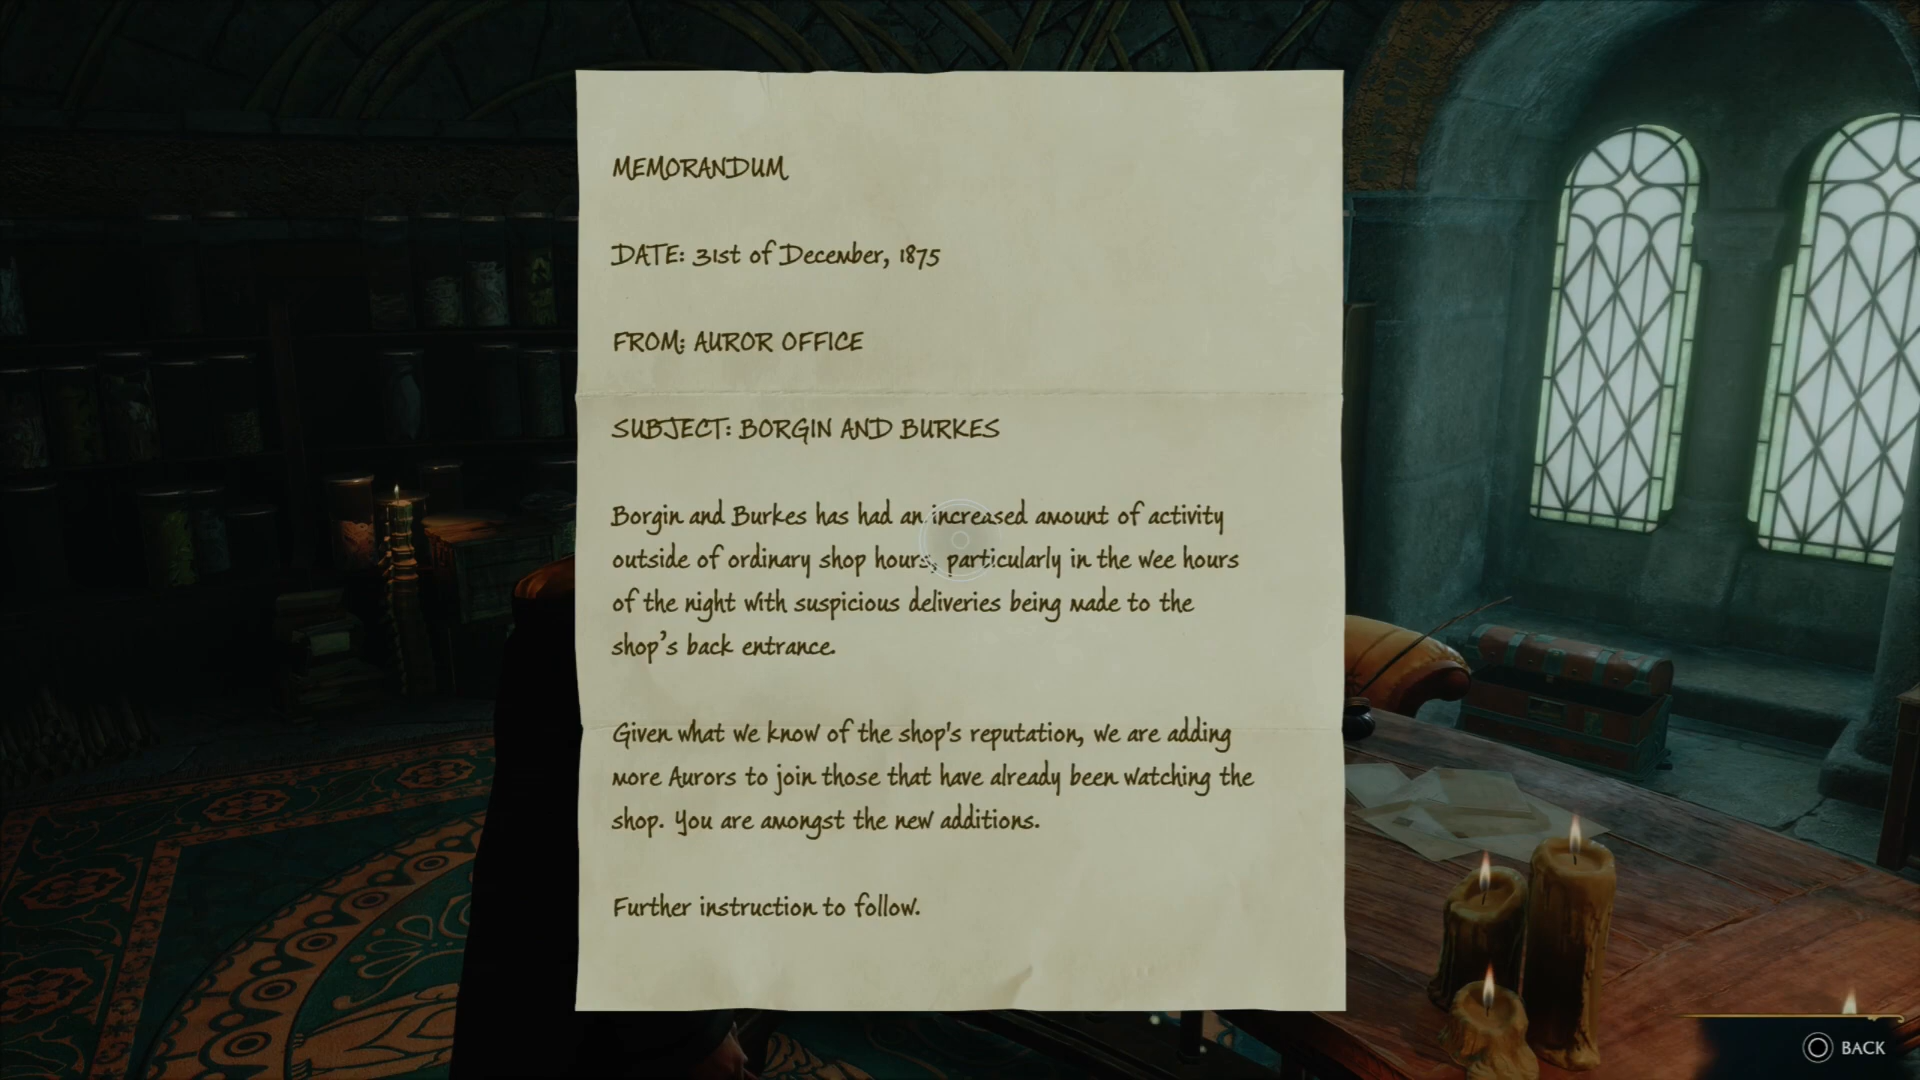 MEMORANDUM
DATE: 31st of December, 1875
FROM: AUROR OFFICE
SUBJECT: BORGIN AND BURKES
Borgin and Burkes has had an increased amount of activity
outside of ordinary shop hours, particularly in the wee hours
of the night with suspicious deliveries being made to the
shop's back entrance.
Given what we know of the shop's reputation, we are adding
more Aurors to join those that have already been watching the
shop. You are amongst the new additions.
Further instruction to follow.
BACK